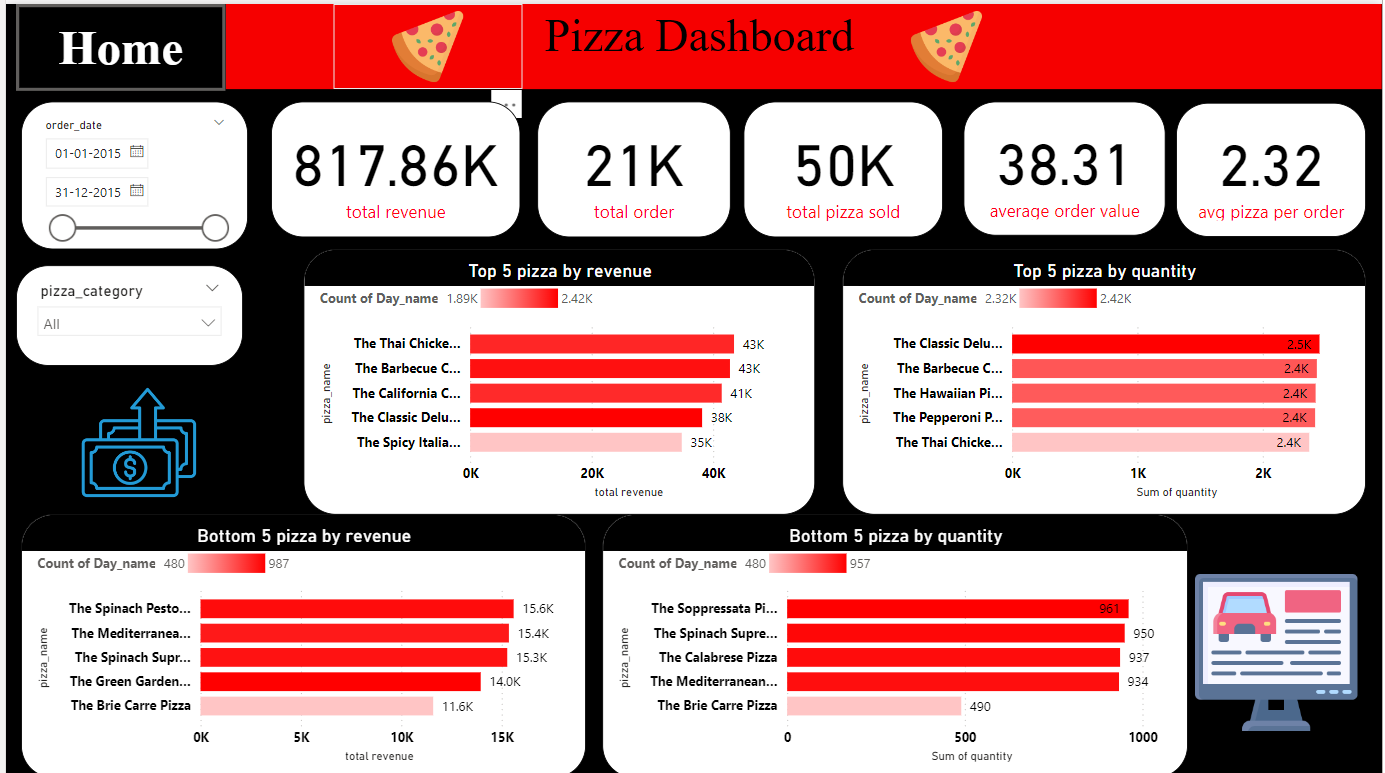 Home
Pizza Dashboard
order_date
01-01-2015
31-12-2015
pizza_category
All
817.86K
total revenue
21K
total order
50K
total pizza sold
38.31
average order value
2.32
avg pizza per order
Top 5 pizza by revenue
Count of Day_name 1.89K 2.42K
pizza_name
The Thai Chicke... 43K
The Barbecue C... 43K
The California C... 41K
The Classic Delu... 38K
The Spicy Italia... 35K
0K 20K 40K
total revenue
Top 5 pizza by quantity
Count of Day_name 2.32K 2.42K
pizza_name
The Classic Delu... 2.5K
The Barbecue C... 2.4K
The Hawaiian Pi... 2.4K
The Pepperoni P... 2.4K
The Thai Chicke... 2.4K
0K 1K 2K
Sum of quantity
$
Bottom 5 pizza by revenue
Count of Day_name 480 987
pizza_name
The Spinach Pesto... 15.6K
The Mediterranea... 15.4K
The Spinach Supr... 15.3K
The Green Garden... 14.0K
The Brie Carre Pizza 11.6K
0K 5K 10K 15K
total revenue
Bottom 5 pizza by quantity
Count of Day_name 480 957
pizza_name
The Soppressata Pi... 961
The Spinach Supre... 950
The Calabrese Pizza 937
The Mediterranean... 934
The Brie Carre Pizza 490
0 500 1000
Sum of quantity